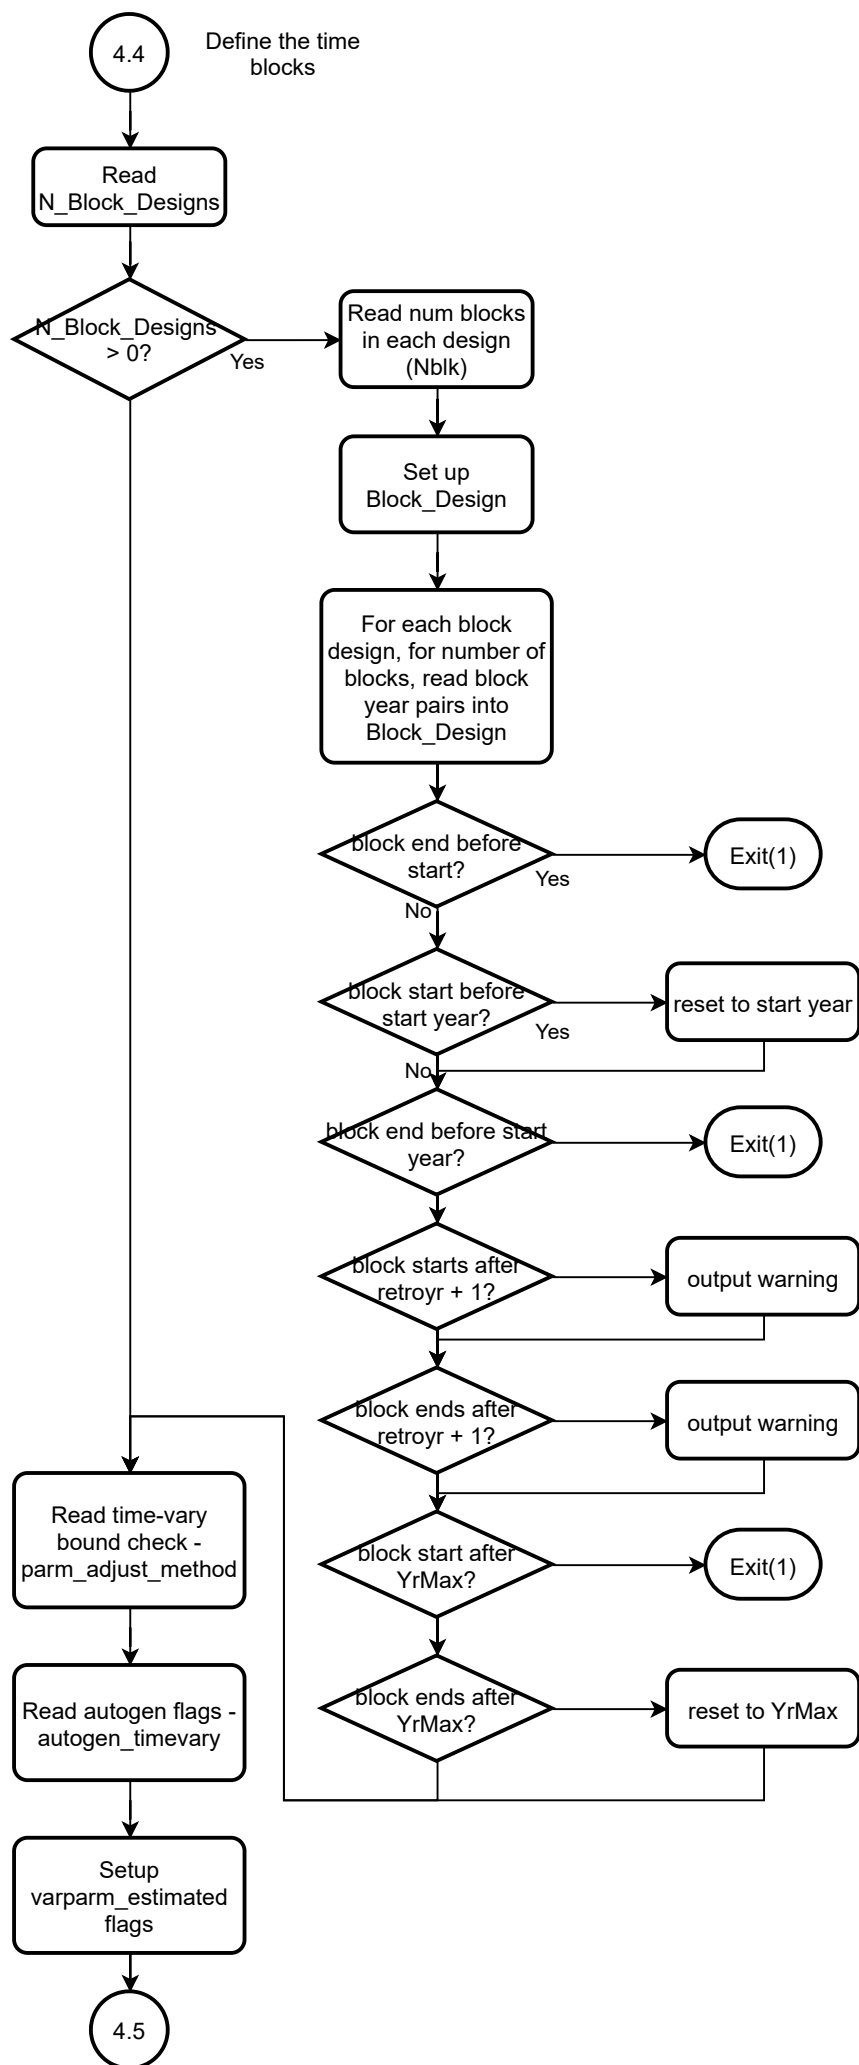 4.4
Define the time
blocks
Read
N_Block_Designs
N_Block_Designs
> 0?
Yes
Read num blocks
in each design
(Nblk)
Set up
Block_Design
For each block
design, for number of
blocks, read block
year pairs into
Block_Design
block end before
start?
Yes
Exit(1)
No
block start before
start year?
Yes
reset to start year
No
block end before start
year?
Exit(1)
block starts after
retroyr + 1?
output warning
block ends after
retroyr + 1?
output warning
block start after
YrMax?
Exit(1)
block ends after
YrMax?
reset to YrMax
Read time-vary
bound check -
parm_adjust_method
Read autogen flags -
autogen_timevary
Setup
varparm_estimated
flags
4.5